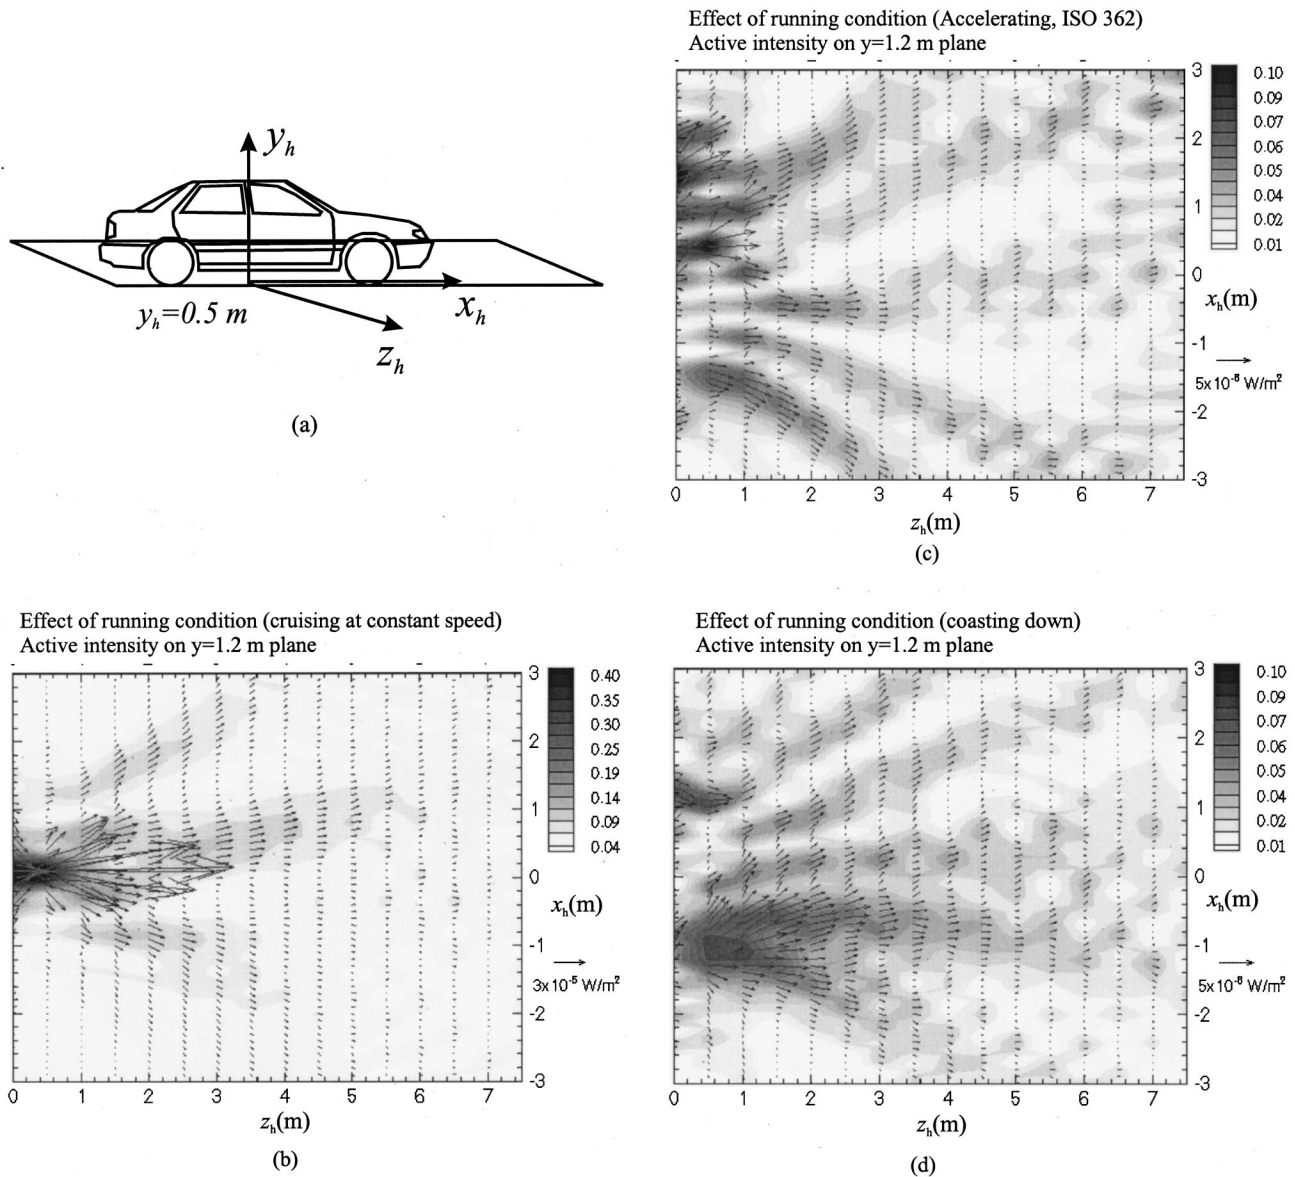 y_h
x_h
z_h
y_h=0.5 m
(a)
Effect of running condition (Accelerating, ISO 362)
Active intensity on y=1.2 m plane
3
2
1
0
-1
-2
-3
0.10
0.09
0.07
0.06
0.05
0.04
0.02
0.01
x_h(m)
5x10⁻⁶ W/m²
0 1 2 3 4 5 6 7
z_h(m)
(c)
Effect of running condition (cruising at constant speed)
Active intensity on y=1.2 m plane
3
2
1
0
-1
-2
-3
0.40
0.35
0.30
0.25
0.19
0.14
0.09
0.04
x_h(m)
3x10⁻⁵ W/m²
0 1 2 3 4 5 6 7
z_h(m)
(b)
Effect of running condition (coasting down)
Active intensity on y=1.2 m plane
3
2
1
0
-1
-2
-3
0.10
0.09
0.07
0.06
0.05
0.04
0.02
0.01
x_h(m)
5x10⁻⁶ W/m²
0 1 2 3 4 5 6 7
z_h(m)
(d)